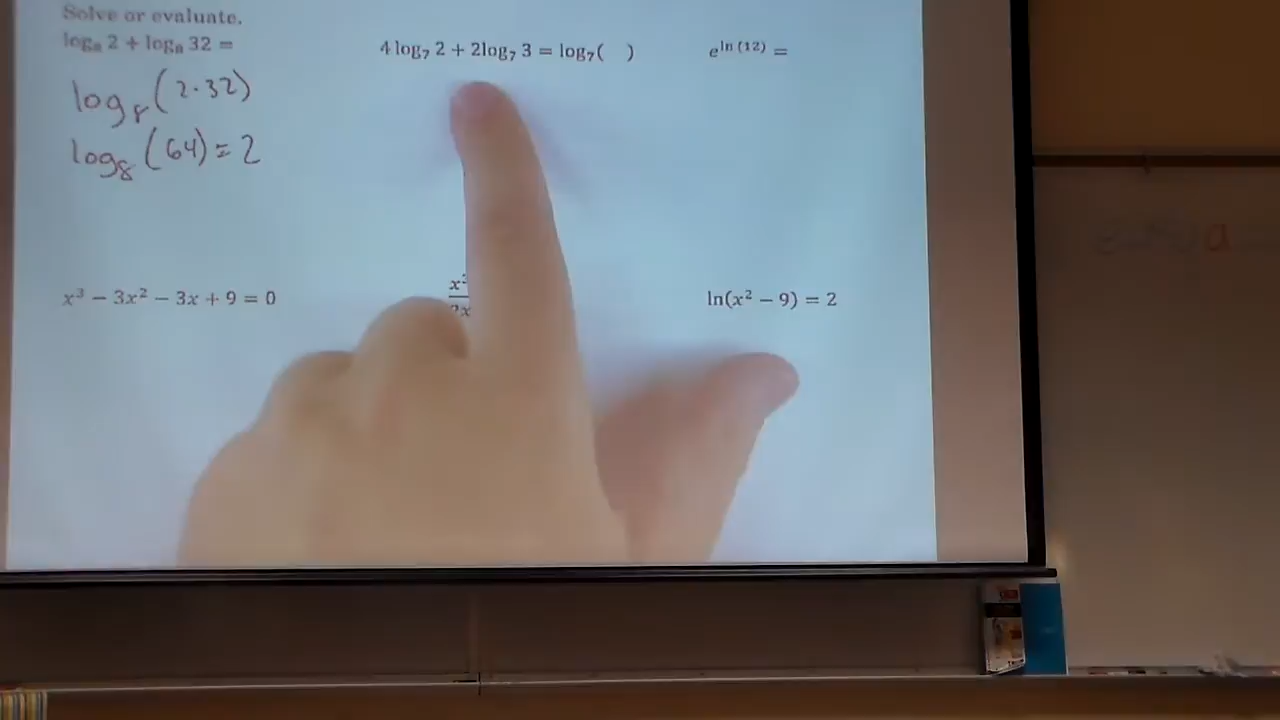 Solve or evaluate.
log₈ 2 + log₈ 32 =
log₈(2·32)
log₈(64) = 2
4 log₇ 2 + 2log₇ 3 = log₇( )
e^ln (12) =
x³ − 3x² − 3x + 9 = 0
ln(x² − 9) = 2